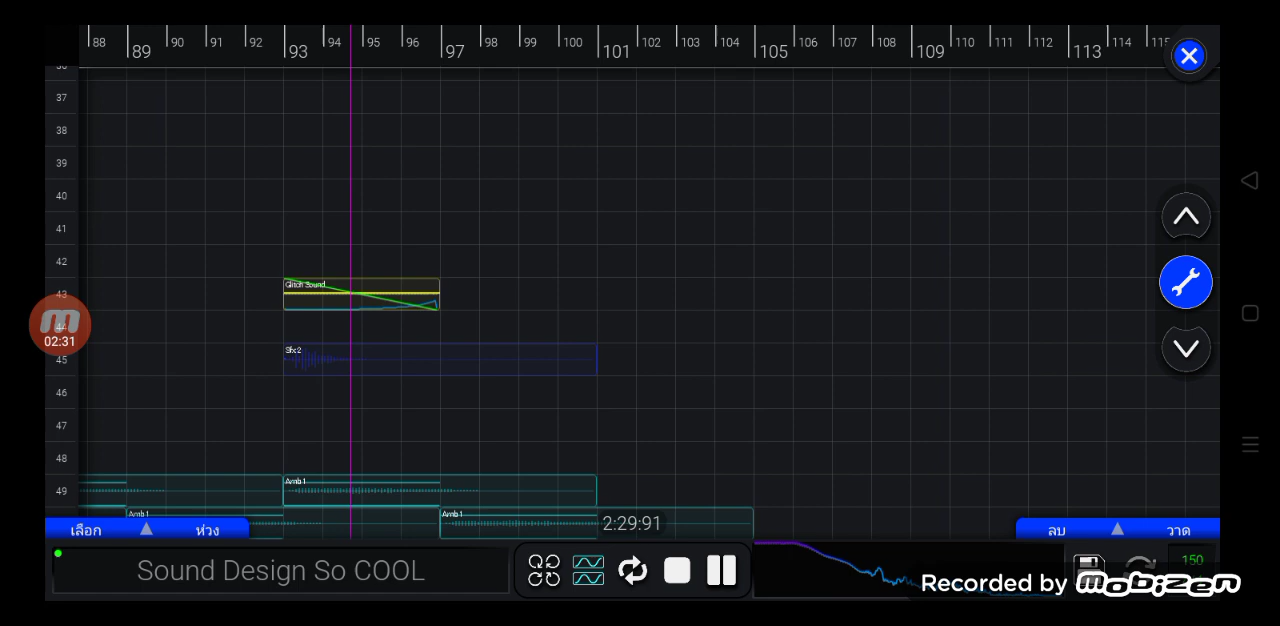 88 89 90 91 92 93 94 95 96 97 98 99 100 101 102 103 104 105 106 107 108 109 110 111 112 113 114 115
37
38
39
40
41
42
Glitch Sound
43
44
02:31
Sfx2
45
46
47
48
Amb1
49
Amb1 Amb1
เลือก ห่วง 2:29:91 ลบ วาด
Sound Design So COOL
150
Recorded by mobizen